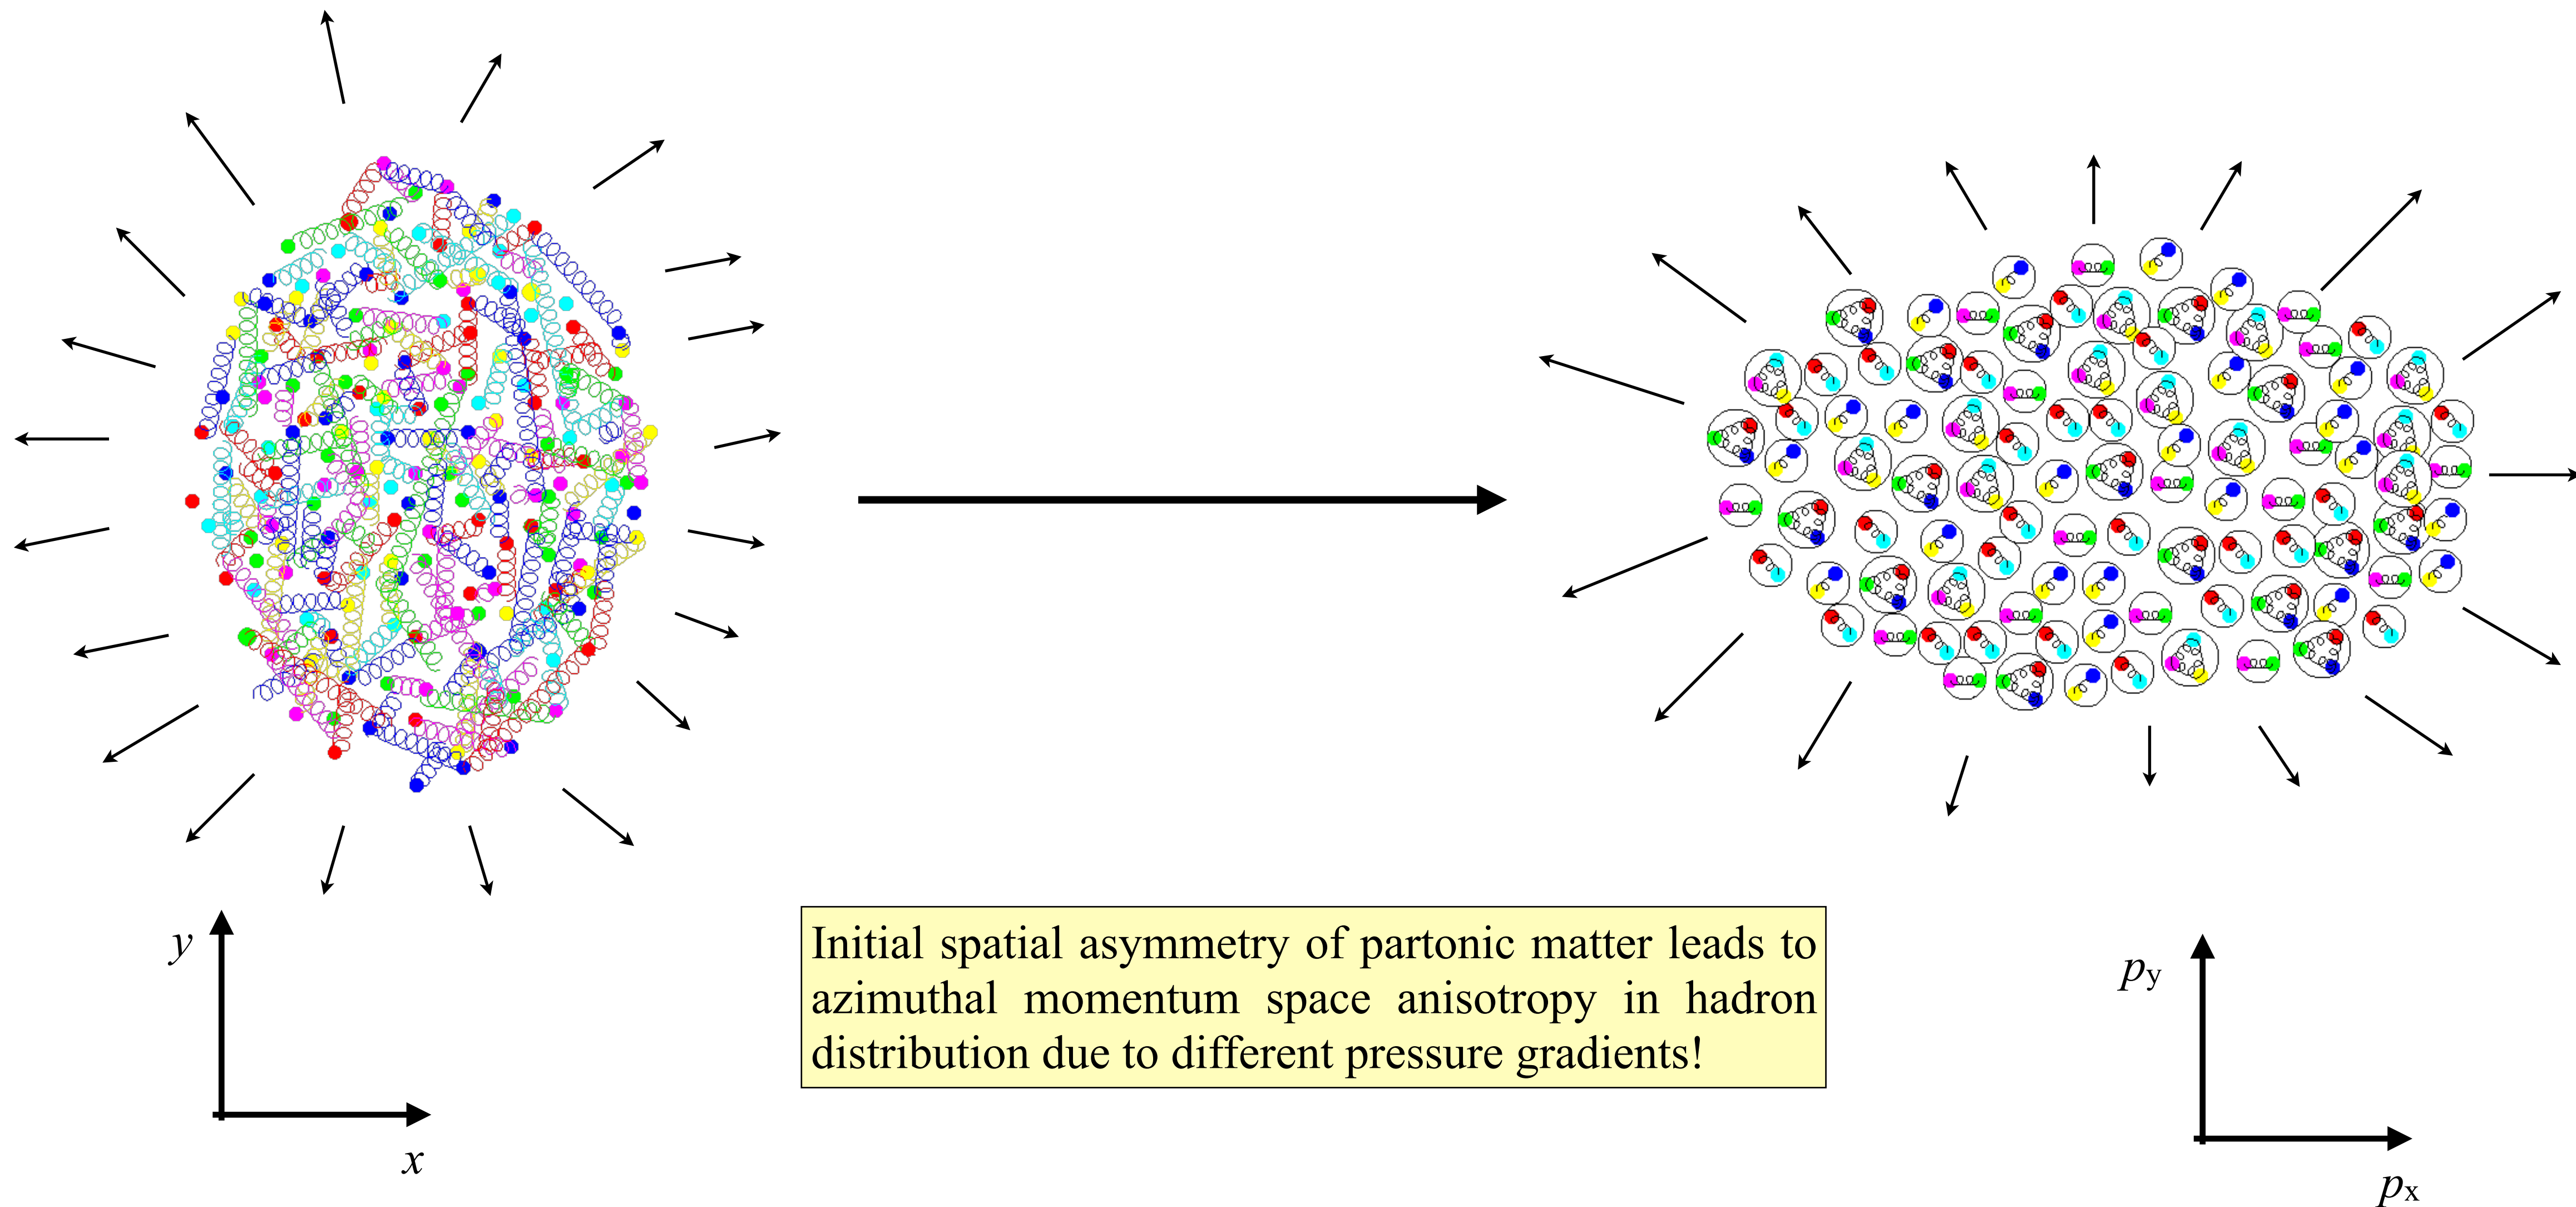 y
x
Initial spatial asymmetry of partonic matter leads to
azimuthal momentum space anisotropy in hadron
distribution due to different pressure gradients!
py
px